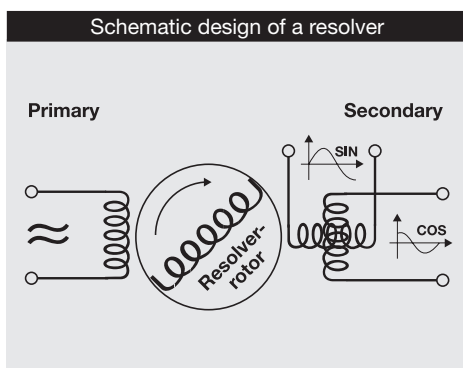 Schematic design of a resolver
Primary
Secondary
SIN
COS
Resolver-
rotor